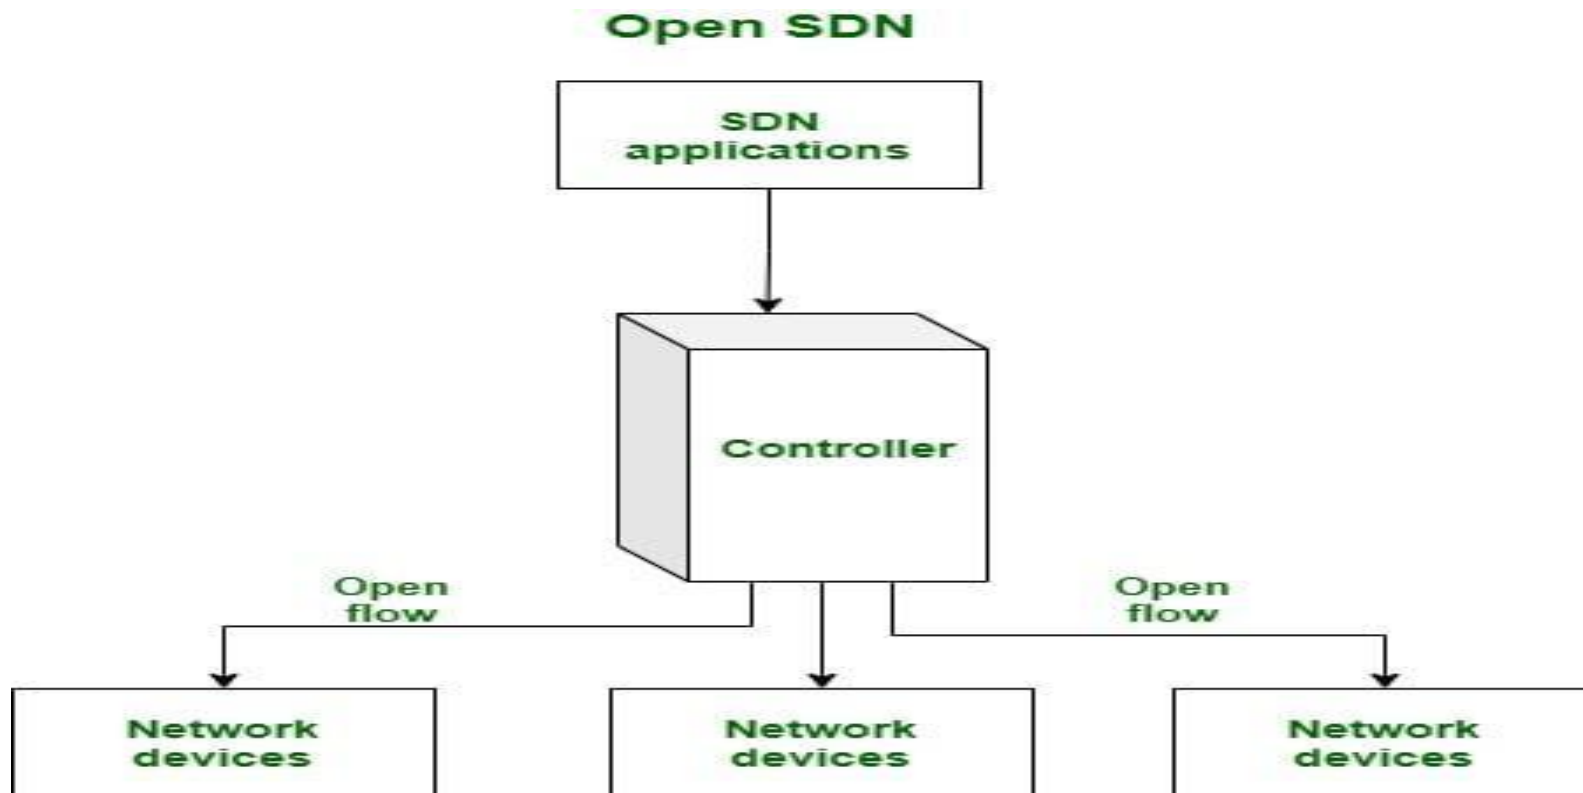 Open SDN
SDN
applications
Controller
Open
flow
Open
flow
Network
devices
Network
devices
Network
devices